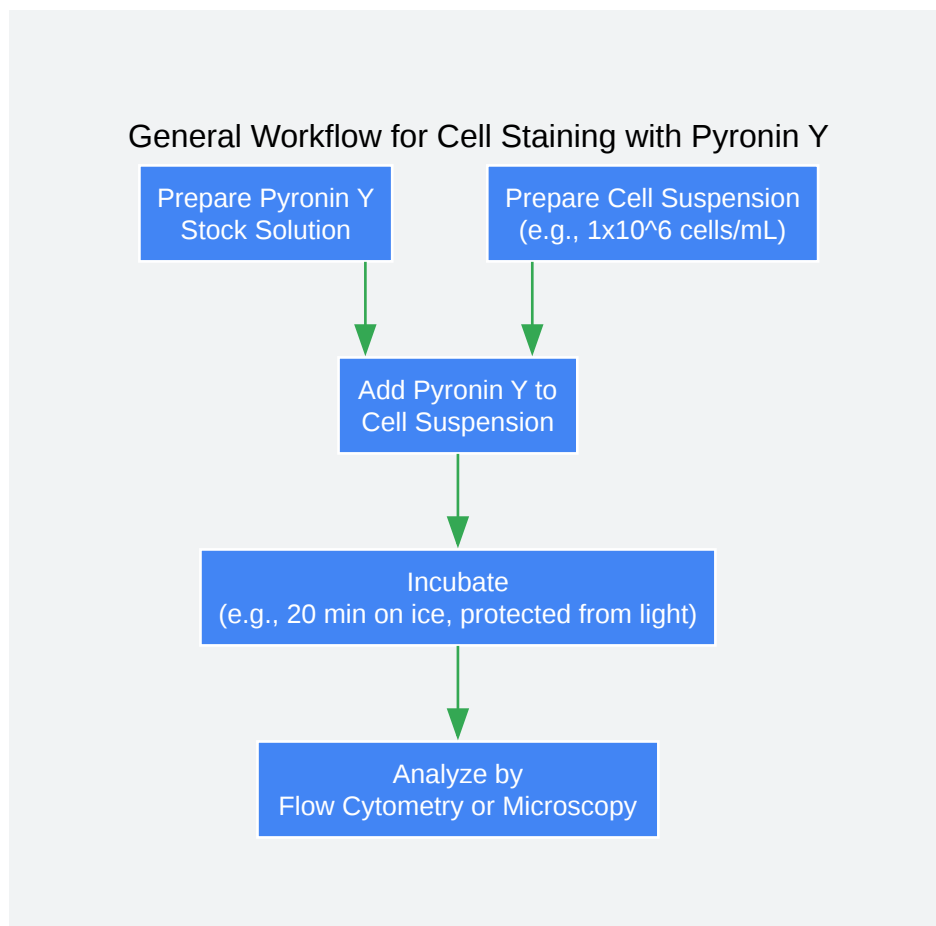 General Workflow for Cell Staining with Pyronin Y
Prepare Pyronin Y
Stock Solution
Prepare Cell Suspension
(e.g., 1x10^6 cells/mL)
Add Pyronin Y to
Cell Suspension
Incubate
(e.g., 20 min on ice, protected from light)
Analyze by
Flow Cytometry or Microscopy